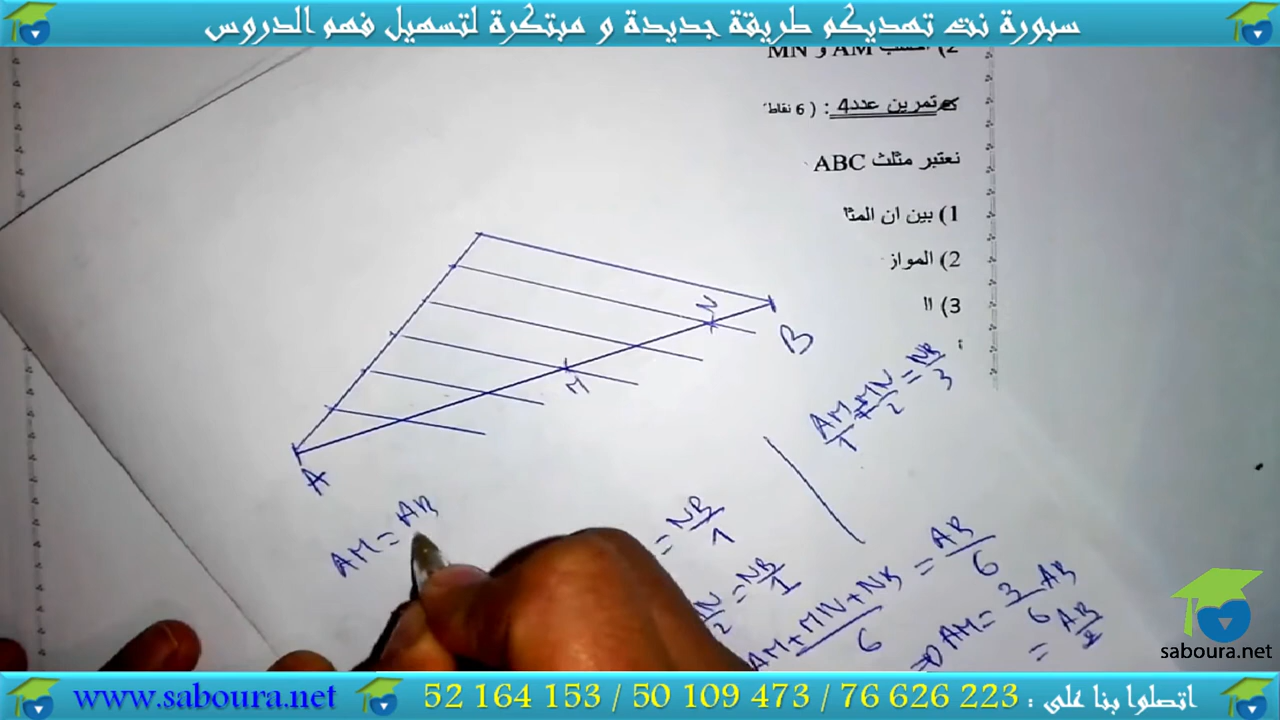 سبورة نت تهديكم طريقة جديدة و مبتكرة لتسهيل فهم الدروس
MN و AM (2
تمرين عدد4 : ( 6 نقاط
نعتبر مثلث ABC
1) بين ان المثا
2) المواز
3) ا
N
B
M
A
AM/1 = MN/2 = NB/3
AM = AB
= NB/1
= NB/1
AM+MN+NB/6 = AB/6
AM = 3/6 AB
= AB/2
saboura.net
www.saboura.net
اتصلوا بنا على : 52 164 153 / 50 109 473 / 76 626 223